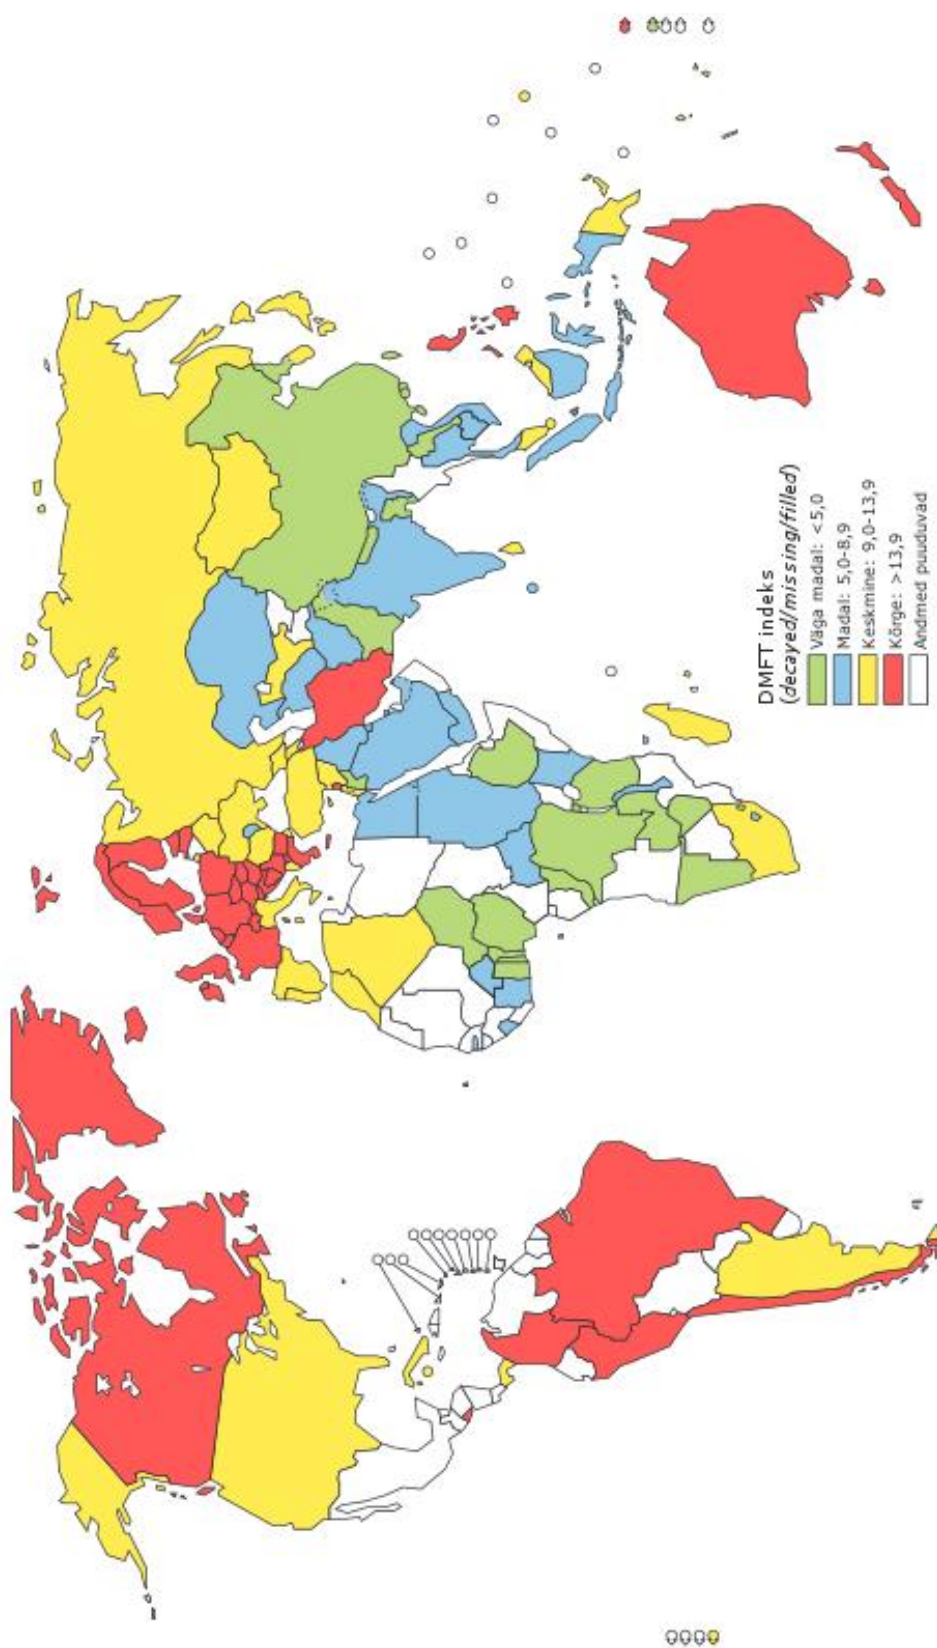 DMFT indeks
(decayed/missing/filled)
Väga madal: <5,0
Madal: 5,0-8,9
Keskmine: 9,0-13,9
Kõrge: >13,9
Andmed puuduvad